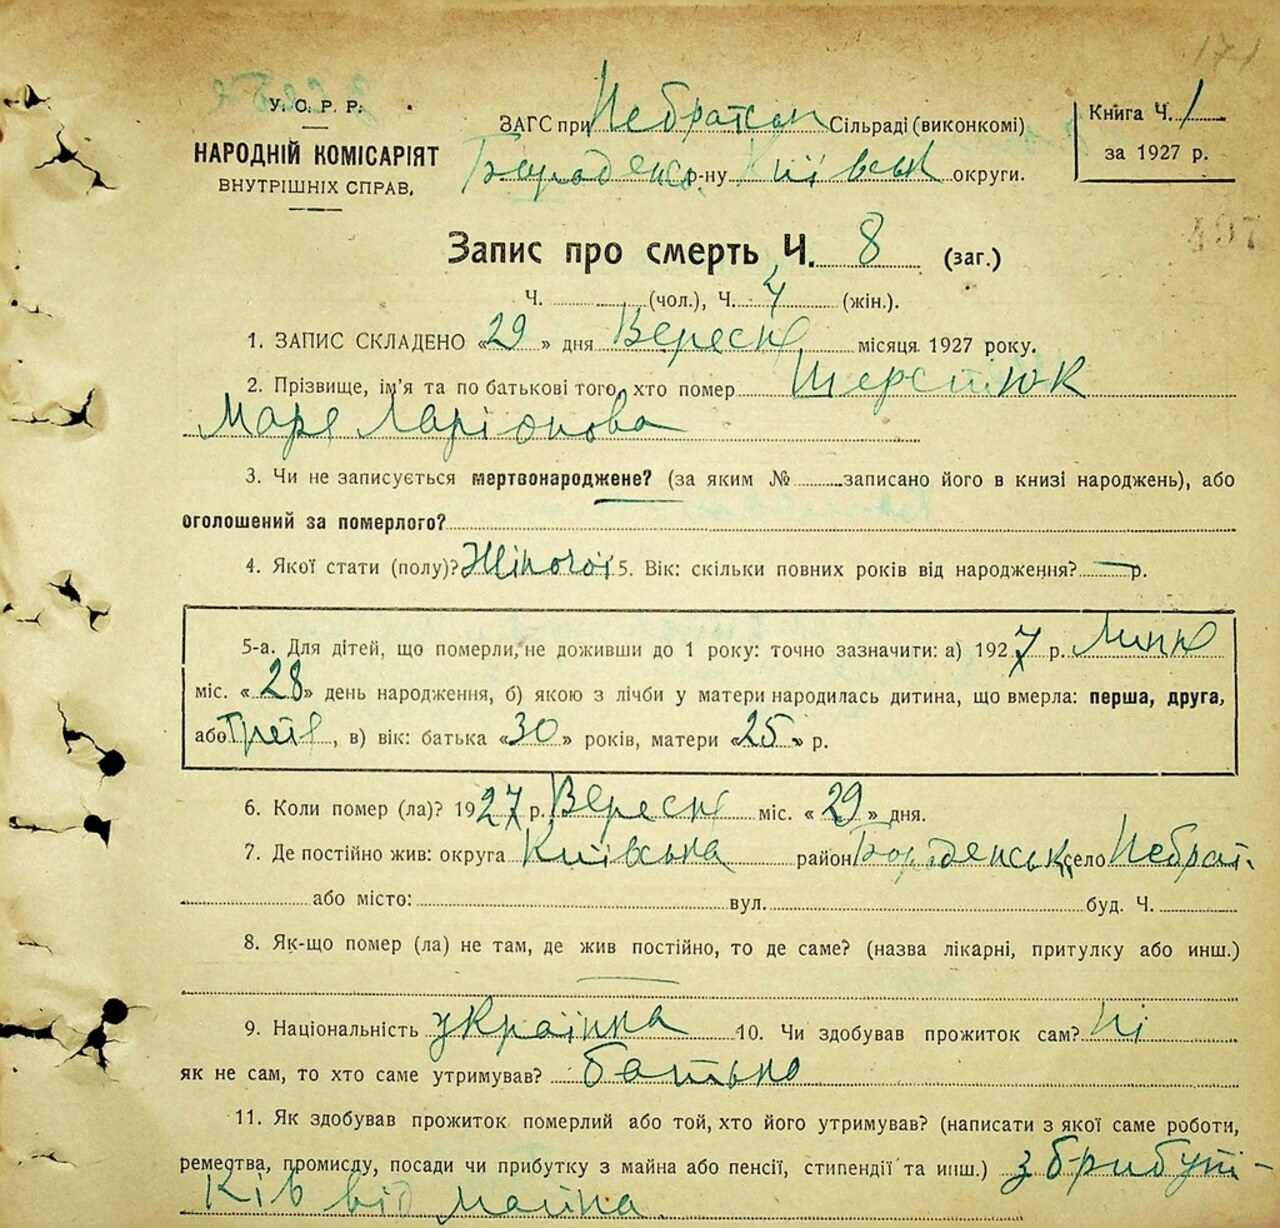 171
У. С. Р. Р.
НАРОДНІЙ КОМІСАРІЯТ
ВНУТРІШНІХ СПРАВ.
ЗАГС при Небратськ Сільраді (виконкомі)
р-ну Київськ округи.
Книга Ч. 1
за 1927 р.
497
Запис про смерть Ч. 8 (заг.)
Ч. (чол.), Ч. 4 (жін.).
1. ЗАПИС СКЛАДЕНО «29» дня Вересня місяця 1927 року.
2. Прізвище, ім'я та по батькові того, хто помер Шерстюк
Маря Ларіонова
3. Чи не записується мертвонароджене? (за яким № записано його в книзі народжень), або
оголошений за померлого?
4. Якої стати (полу)? Жіночої 5. Вік: скільки повних років від народження? — р.
5-а. Для дітей, що померли, не доживши до 1 року: точно зазначити: а) 1927 р. Липня
міс. «28» день народження, б) якою з лічби у матери народилась дитина, що вмерла: перша, друга,
або Третя, в) вік: батька «30» років, матери «25» р.
6. Коли помер (ла)? 1927 р. Вересня міс. «29» дня.
7. Де постійно жив: округа Київська район село Небрат.
або місто: вул. буд. Ч.
8. Як-що помер (ла) не там, де жив постійно, то де саме? (назва лікарні, притулку або инш.)
9. Національність українка 10. Чи здобував прожиток сам? Ні
як не сам, то хто саме утримував? батько
11. Як здобував прожиток померлий або той, хто його утримував? (написати з якої саме роботи,
ремества, промислу, посади чи прибутку з майна або пенсії, стипендії та инш.) з брибут-
ків від майна